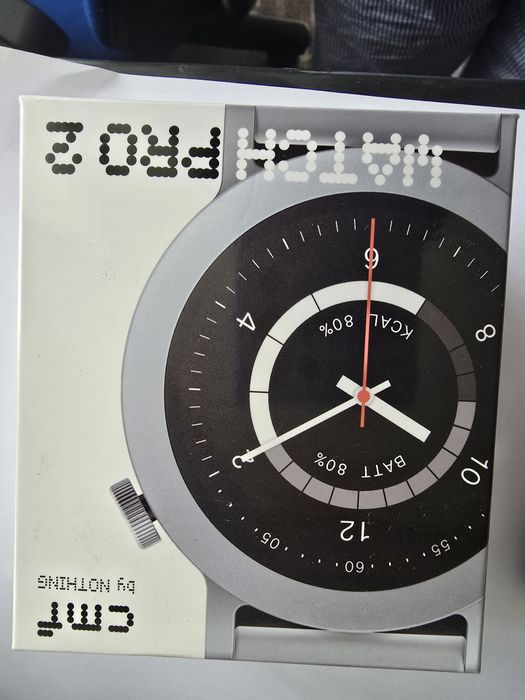 cmf
by NOTHING
60
05
55
12
2
10
BATT 80%
KCAL 80%
4
8
6
WATCH PRO 2